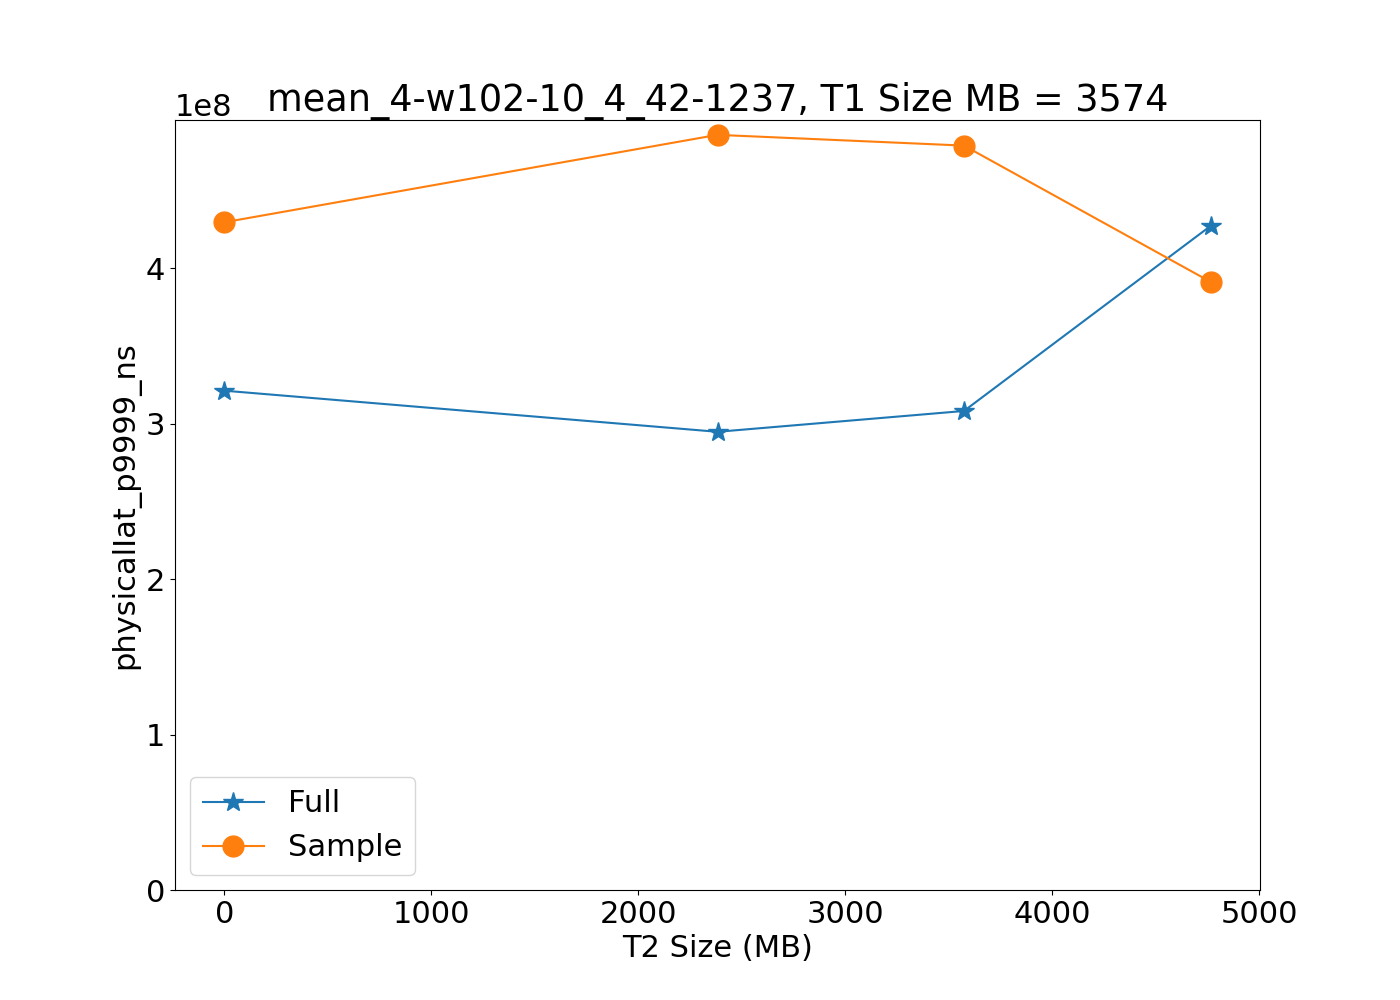 1e8
mean_4-w102-10_4_42-1237, T1 Size MB = 3574
physicallat_p9999_ns
4
3
2
1
0
Full
Sample
0 1000 2000 3000 4000 5000
T2 Size (MB)